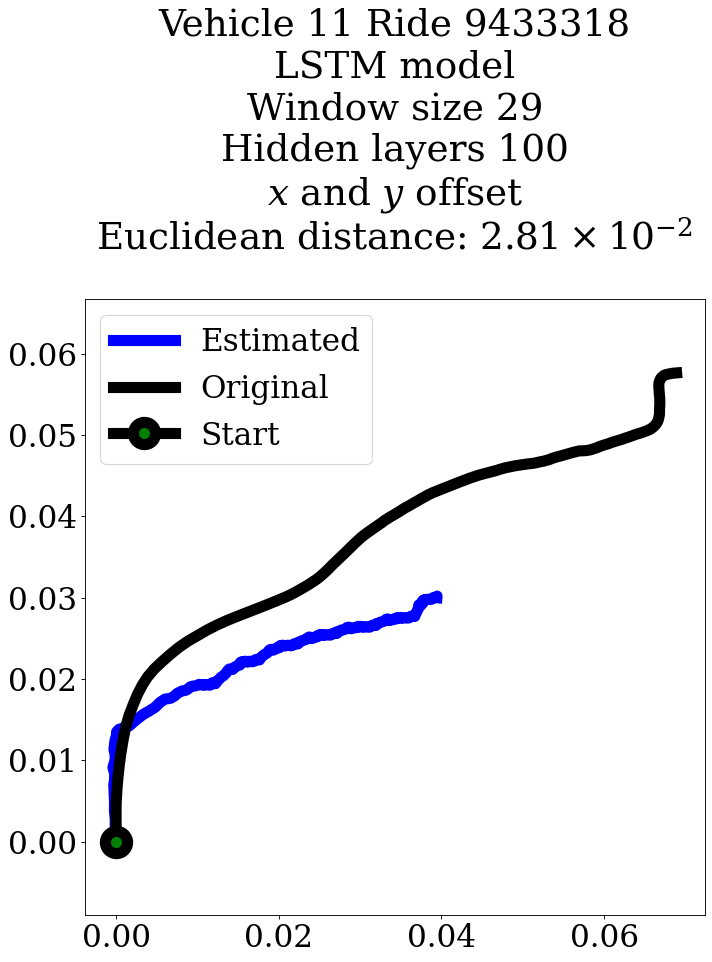 Vehicle 11 Ride 9433318
LSTM model
Window size 29
Hidden layers 100
x and y offset
Euclidean distance: 2.81 × 10⁻²
Estimated
Original
Start
0.06
0.05
0.04
0.03
0.02
0.01
0.00
0.00 0.02 0.04 0.06